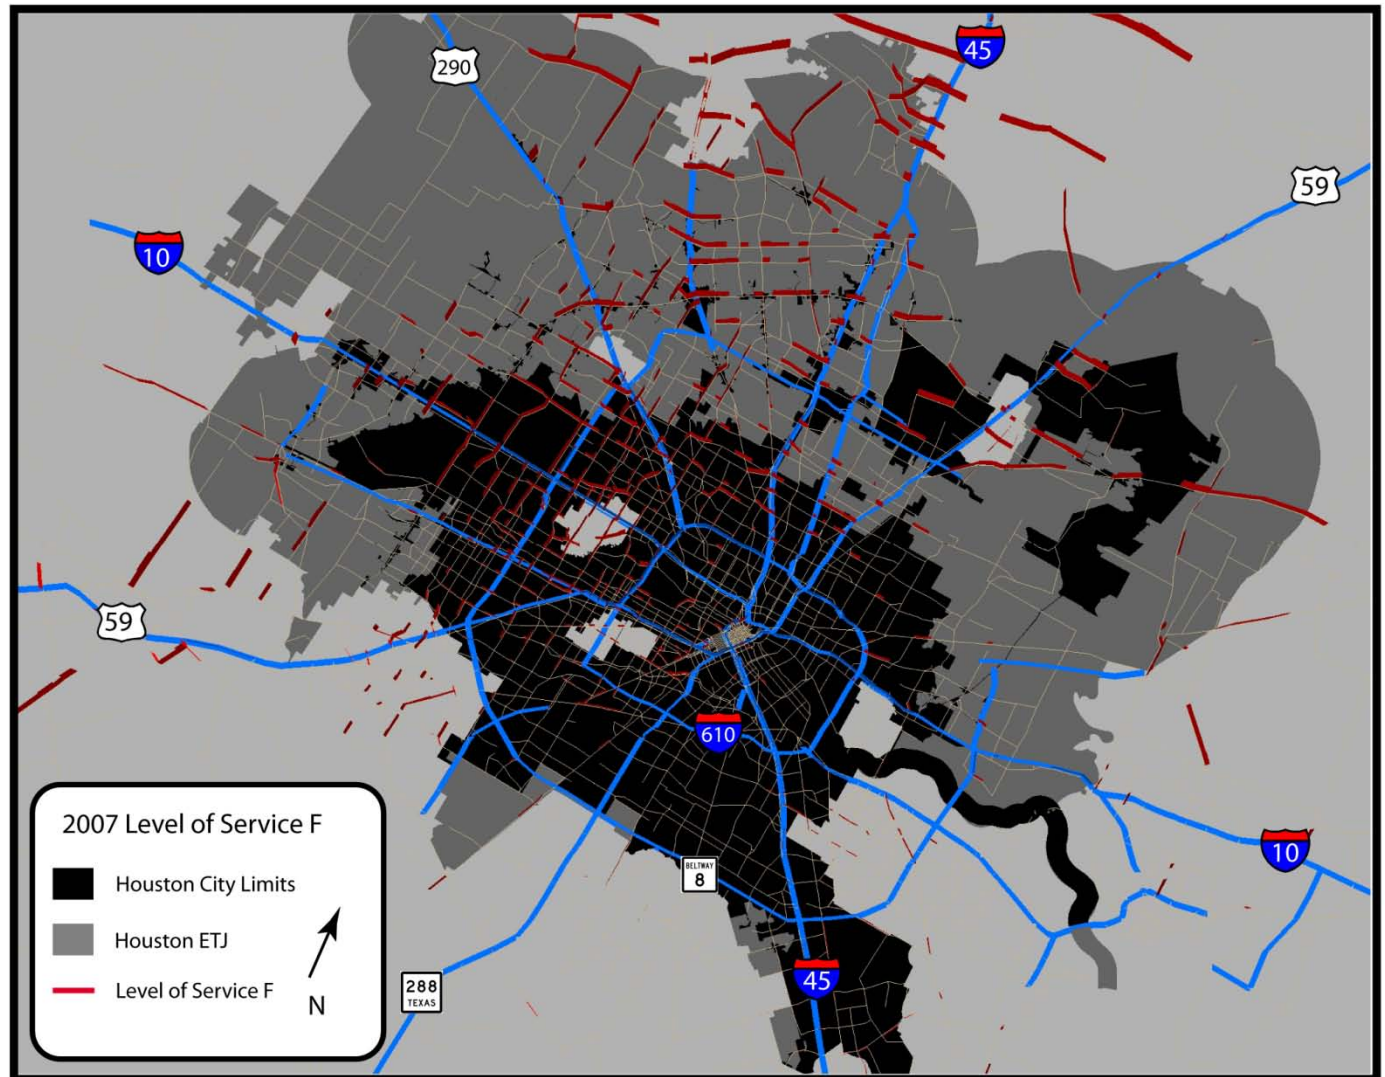 290
45
59
10
59
610
2007 Level of Service F
Houston City Limits
Houston ETJ
Level of Service F
N
BELTWAY
8
10
288
TEXAS
45